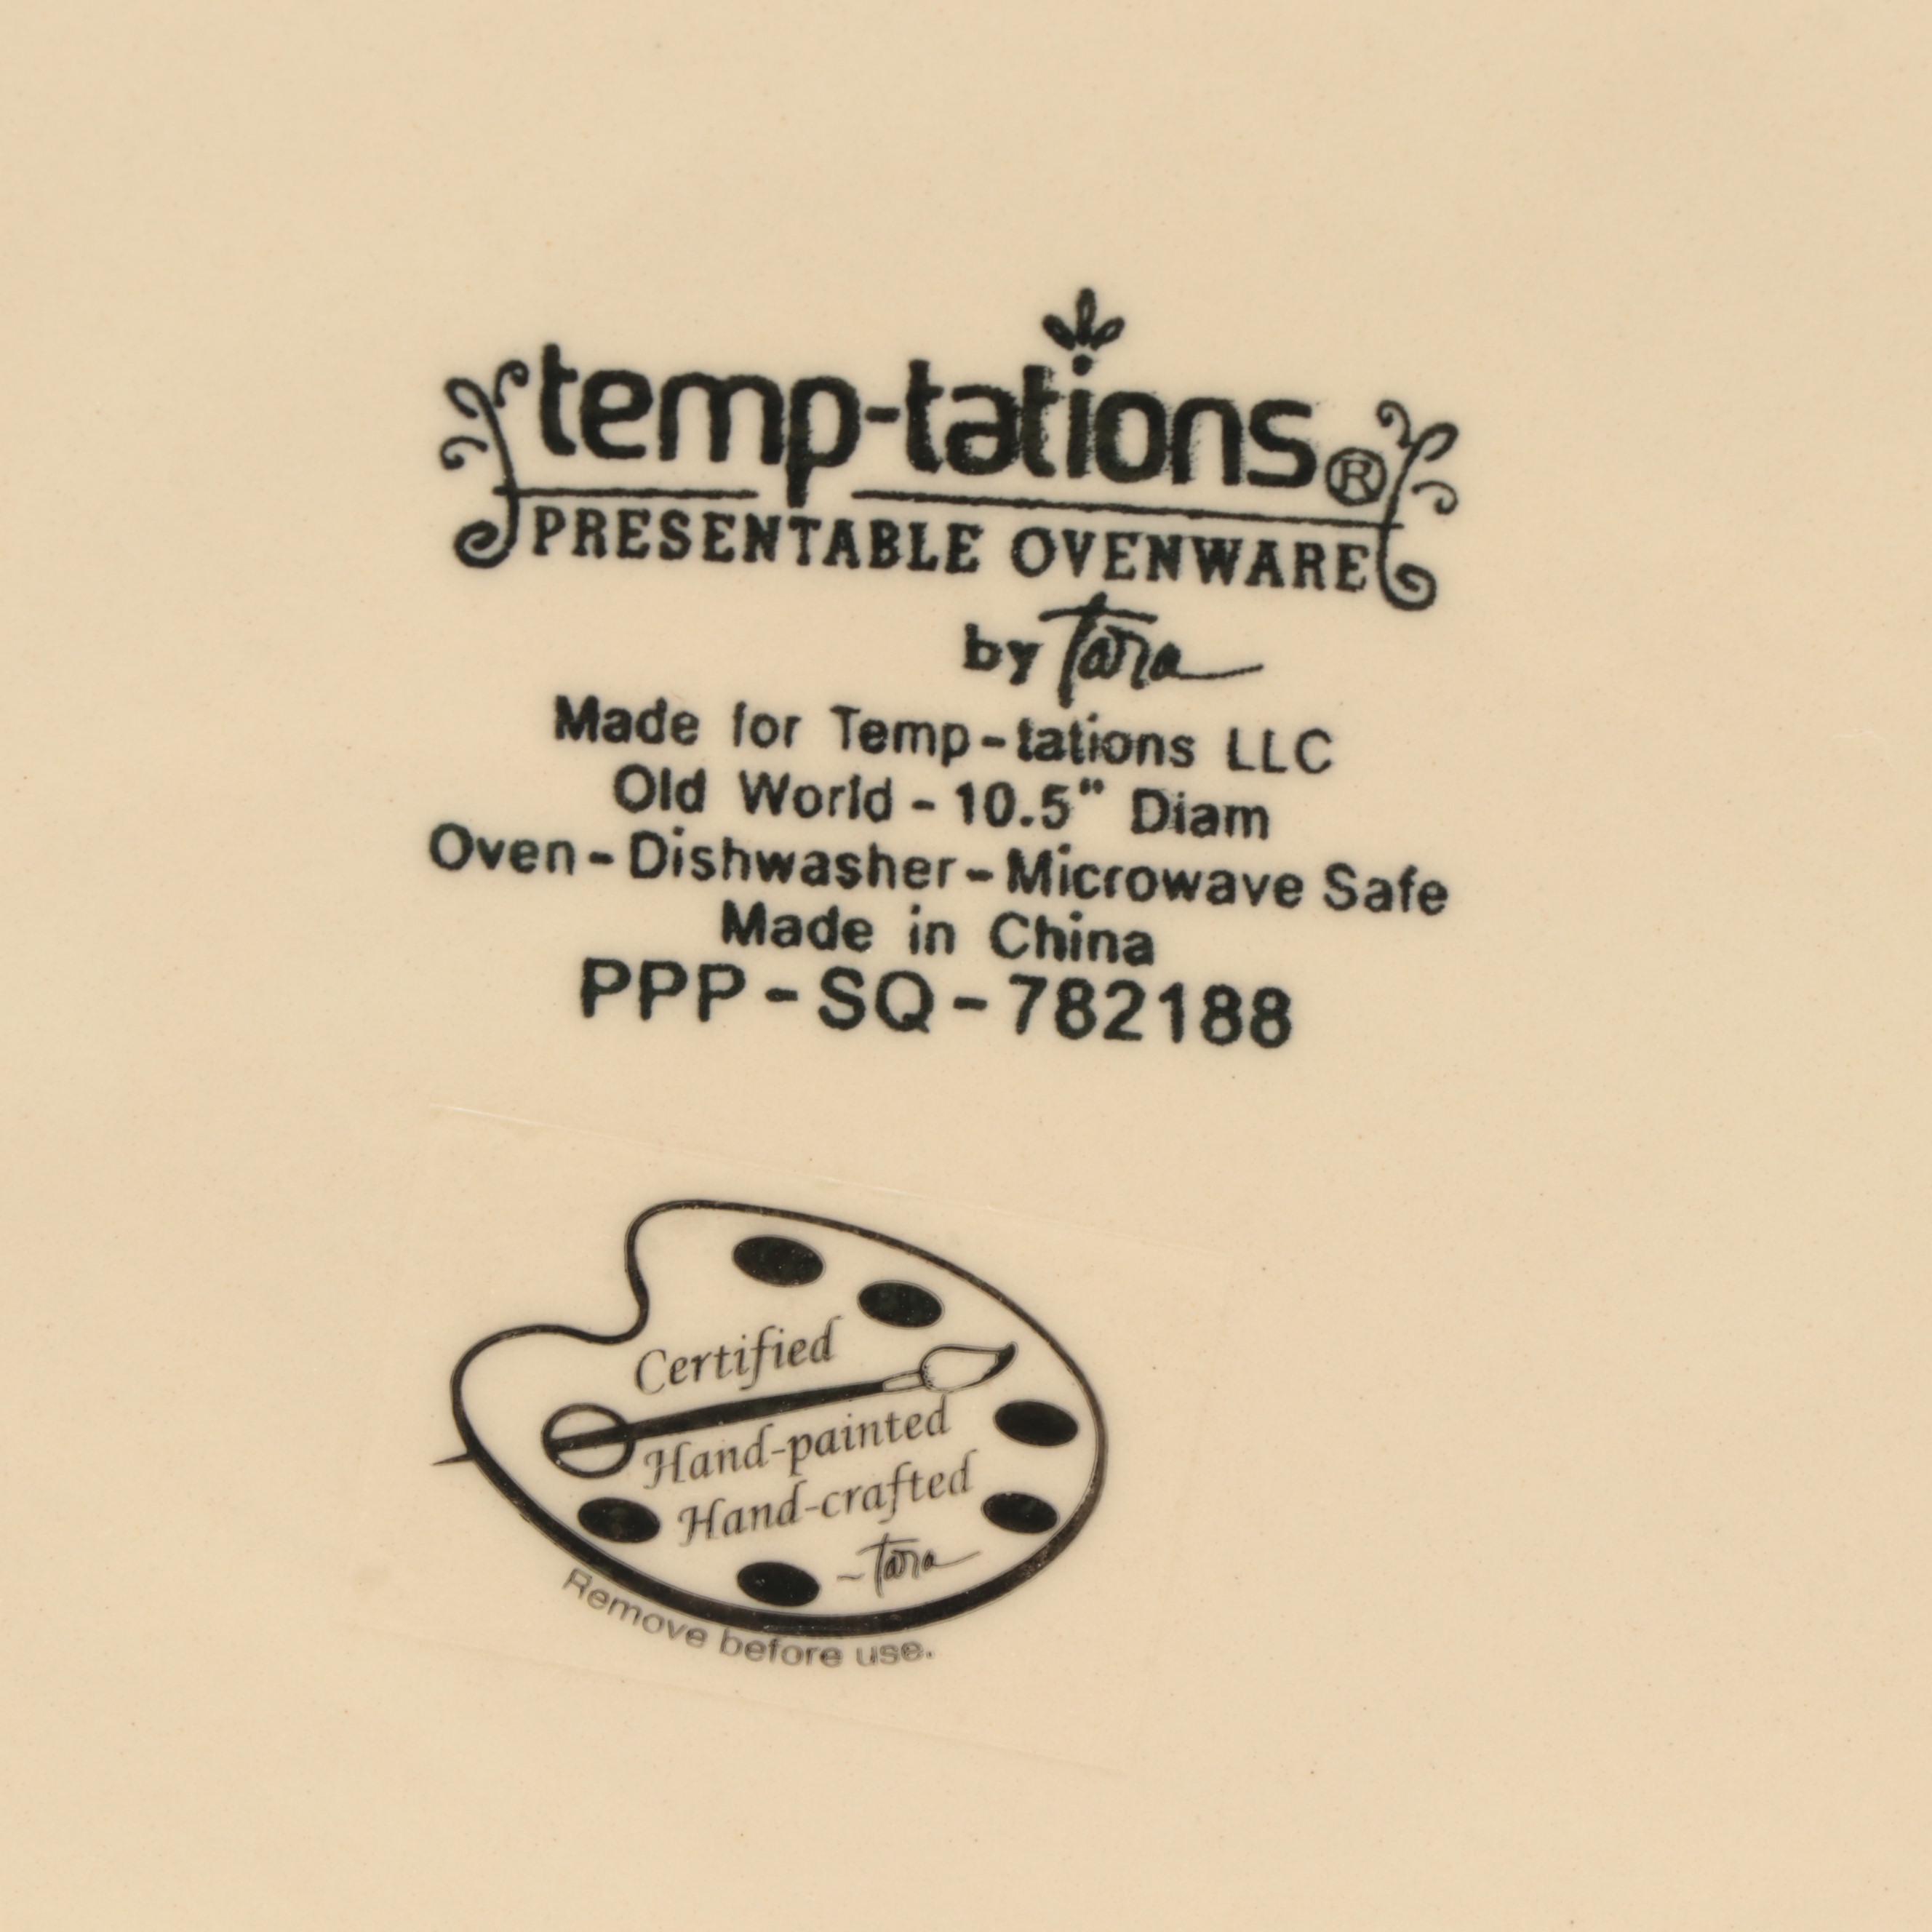 temp-tations®
PRESENTABLE OVENWARE
by Tara
Made for Temp-tations LLC
Old World - 10.5" Diam
Oven-Dishwasher-Microwave Safe
Made in China
PPP-SQ-782188
Certified
Hand-painted
Hand-crafted
~Tara
Remove before use.